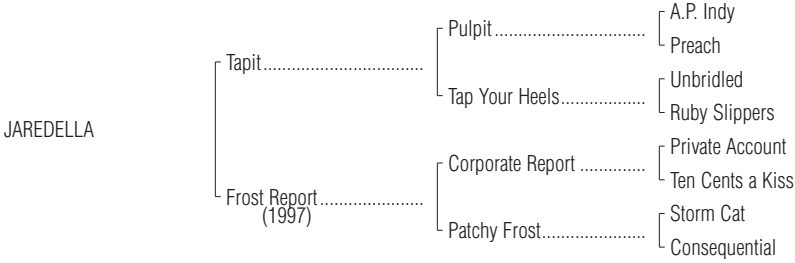 A.P. Indy
Pulpit................................
Preach
Tapit..................................
Unbridled
Tap Your Heels..................
Ruby Slippers
JAREDELLA
Private Account
Corporate Report ..............
Ten Cents a Kiss
Frost Report......................
(1997)
Storm Cat
Patchy Frost......................
Consequential